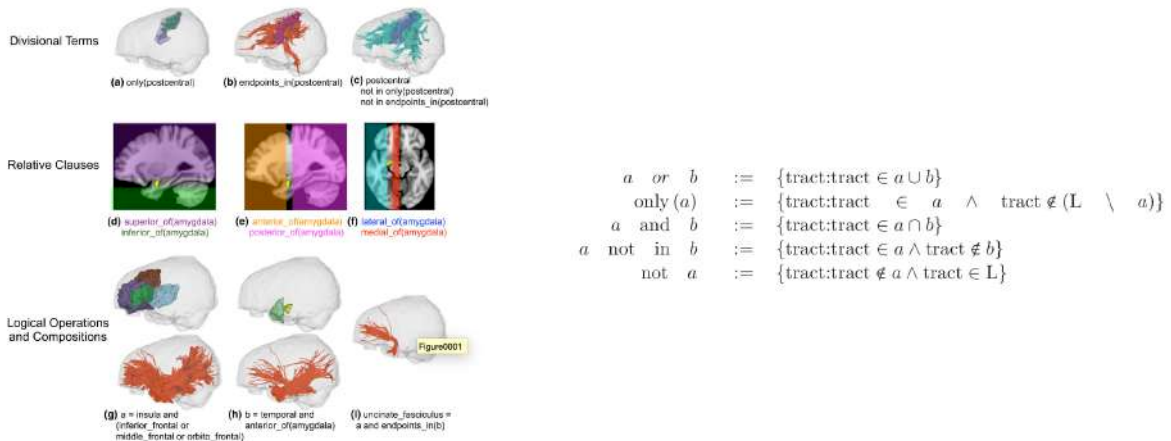 Divisional Terms
(a) only(postcentral)
(b) endpoints_in(postcentral)
(c) postcentral
not in only(postcentral)
not in endpoints_in(postcentral)
Relative Clauses
(d) superior_of(amygdala)
inferior_of(amygdala)
(e) anterior_of(amygdala)
posterior_of(amygdala)
(f) lateral_of(amygdala)
medial_of(amygdala)
Logical Operations
and Compositions
Figure0001
(g) a = insula and
(inferior_frontal or
middle_frontal or orbito_frontal)
(h) b = temporal and
anterior_of(amygdala)
(i) uncinate_fasciculus =
a and endpoints_in(b)
a or b := {tract:tract ∈ a ∪ b}
only (a) := {tract:tract ∈ a ∧ tract ∉ (L \ a)}
a and b := {tract:tract ∈ a ∩ b}
a not in b := {tract:tract ∈ a ∧ tract ∉ b}
not a := {tract:tract ∉ a ∧ tract ∈ L}